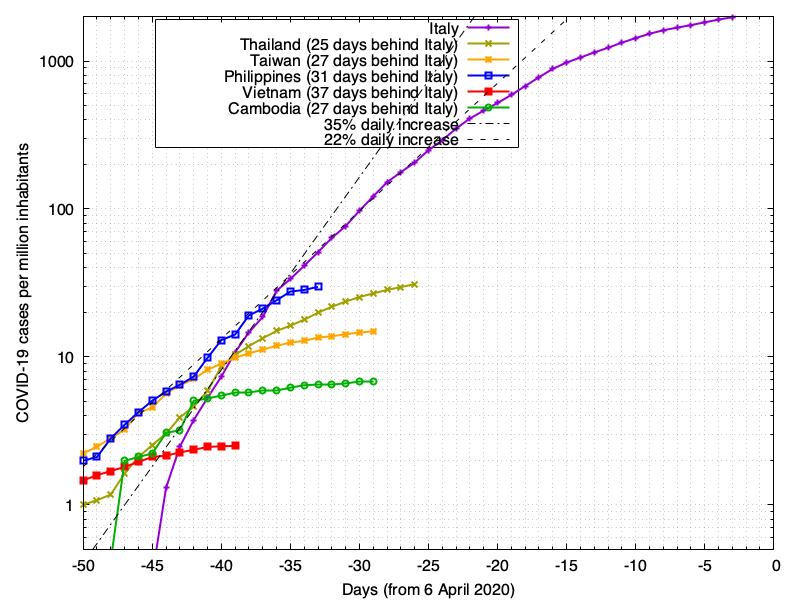 Italy
Thailand (25 days behind Italy)
Taiwan (27 days behind Italy)
Philippines (31 days behind Italy)
Vietnam (37 days behind Italy)
Cambodia (27 days behind Italy)
35% daily increase
22% daily increase
COVID-19 cases per million inhabitants
1000
100
10
1
-50 -45 -40 -35 -30 -25 -20 -15 -10 -5 0
Days (from 6 April 2020)